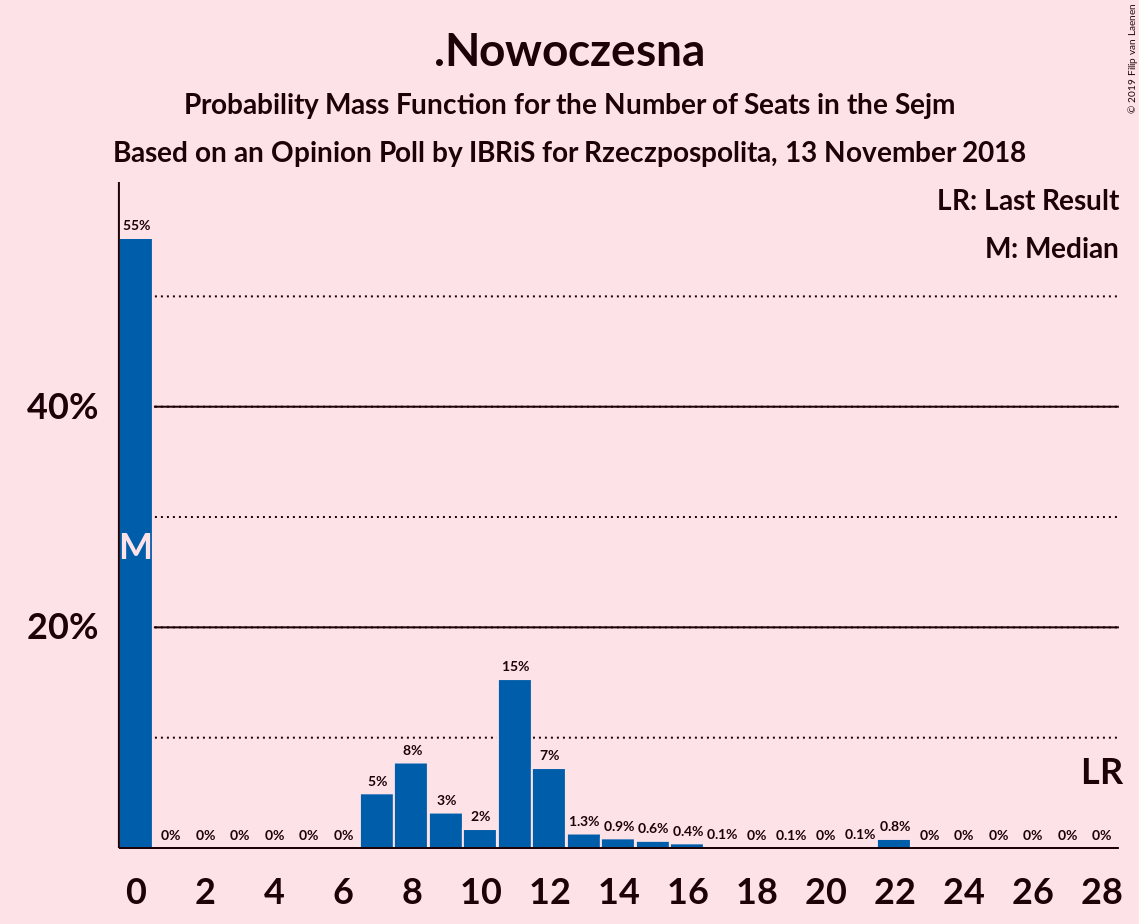 .Nowoczesna
Probability Mass Function for the Number of Seats in the Sejm
Based on an Opinion Poll by IBRiS for Rzeczpospolita, 13 November 2018
© 2019 Filip van Laenen
LR: Last Result
M: Median
55%
40%
M
20%
15%
LR
8%
7%
5%
3%
2%
1.3%
0.9%
0.6%
0.4%
0.8%
0% 0% 0% 0% 0% 0% 0.1% 0% 0.1% 0% 0.1% 0% 0% 0% 0% 0% 0%
0 2 4 6 8 10 12 14 16 18 20 22 24 26 28